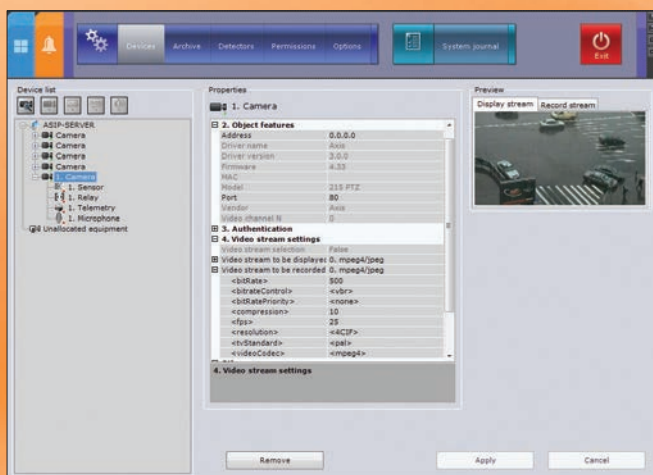 Devices
Archive
Detectors
Permissions
Options
System journal
Exit
Device list
ASIP-SERVER
Camera
Camera
Camera
Camera
1. Camera
1. Sensor
1. Relay
1. Telemetry
1. Microphone
Unallocated equipment
Properties
1. Camera
2. Object features
Address 0.0.0.0
Driver name Axis
Driver version 3.0.0
Firmware 4.33
MAC
Model 215 PTZ
Port 80
Vendor Axis
Video channel N 0
3. Authentication
4. Video stream settings
Video stream selection False
Video stream to be displayed 0. mpeg4/jpeg
Video stream to be recorded 0. mpeg4/jpeg
<bitRate> 500
<bitrateControl> <vbr>
<bitRatePriority> <none>
<compression> 10
<fps> 25
<resolution> <4CIF>
<tvStandard> <pal>
<videoCodec> <mpeg4>
4. Video stream settings
Remove
Preview
Display stream
Record stream
Apply
Cancel